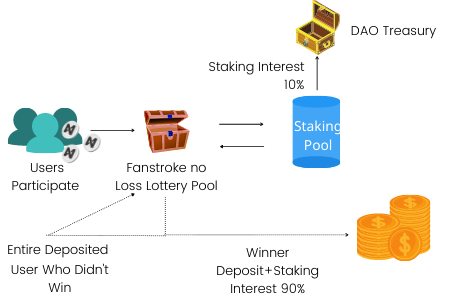 DAO Treasury
Staking Interest
10%
Staking
Pool
Users
Participate
Fanstroke no
Loss Lottery Pool
Entire Deposited
User Who Didn't
Win
Winner
Deposit+Staking
Interest 90%